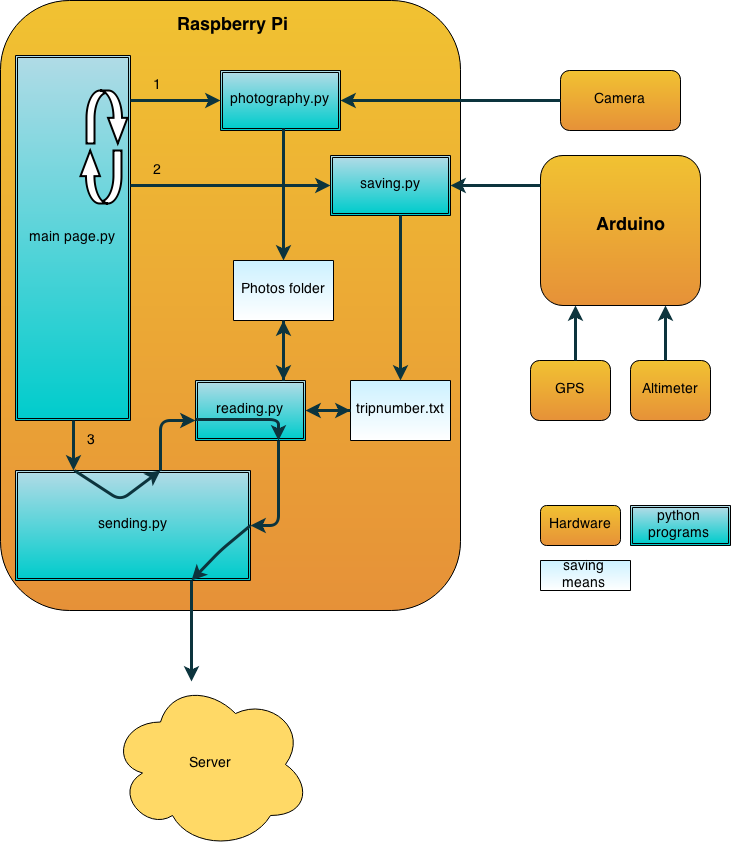 Raspberry Pi
1
photography.py
Camera
2
saving.py
Arduino
main page.py
Photos folder
GPS
Altimeter
reading.py
tripnumber.txt
3
sending.py
Hardware
python
programs
saving
means
Server